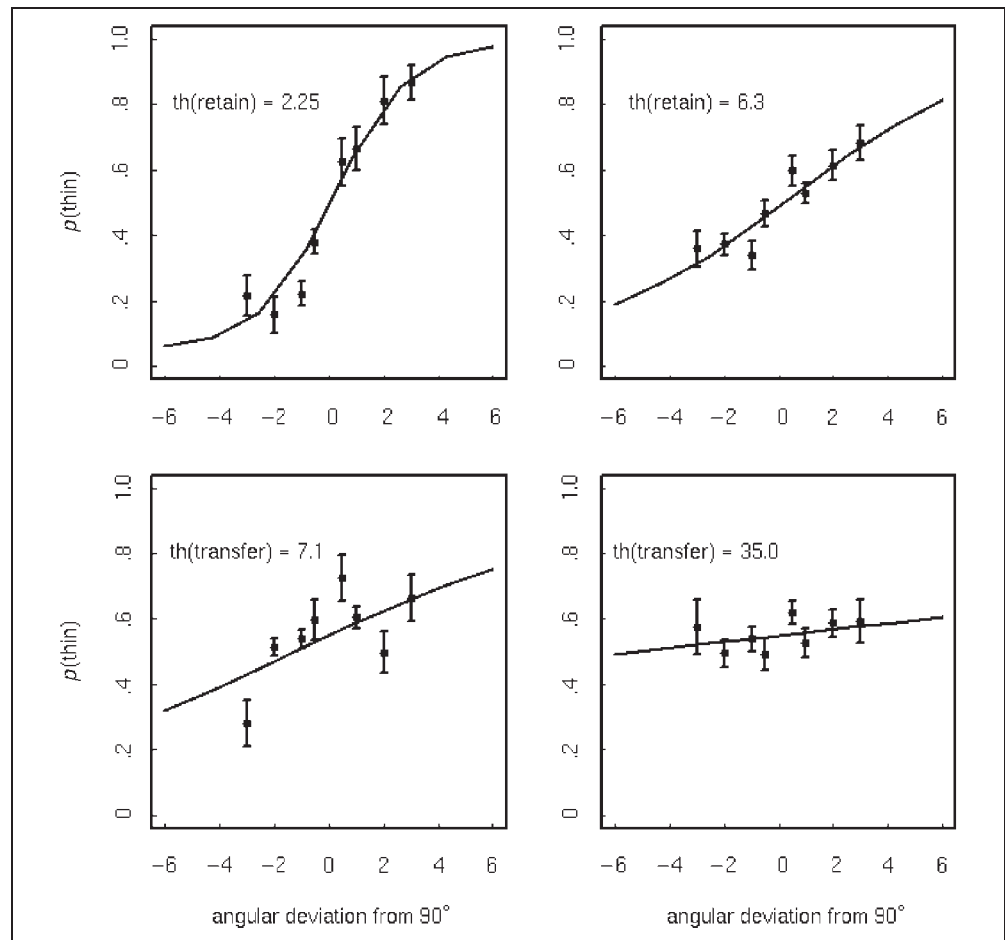 1.0
.8
.6
.4
.2
0
p(thin)
th(retain) = 2.25
−6 −4 −2 0 2 4 6
1.0
.8
.6
.4
.2
0
th(retain) = 6.3
−6 −4 −2 0 2 4 6
1.0
.8
.6
.4
.2
0
p(thin)
th(transfer) = 7.1
−6 −4 −2 0 2 4 6
angular deviation from 90°
1.0
.8
.6
.4
.2
0
th(transfer) = 35.0
−6 −4 −2 0 2 4 6
angular deviation from 90°